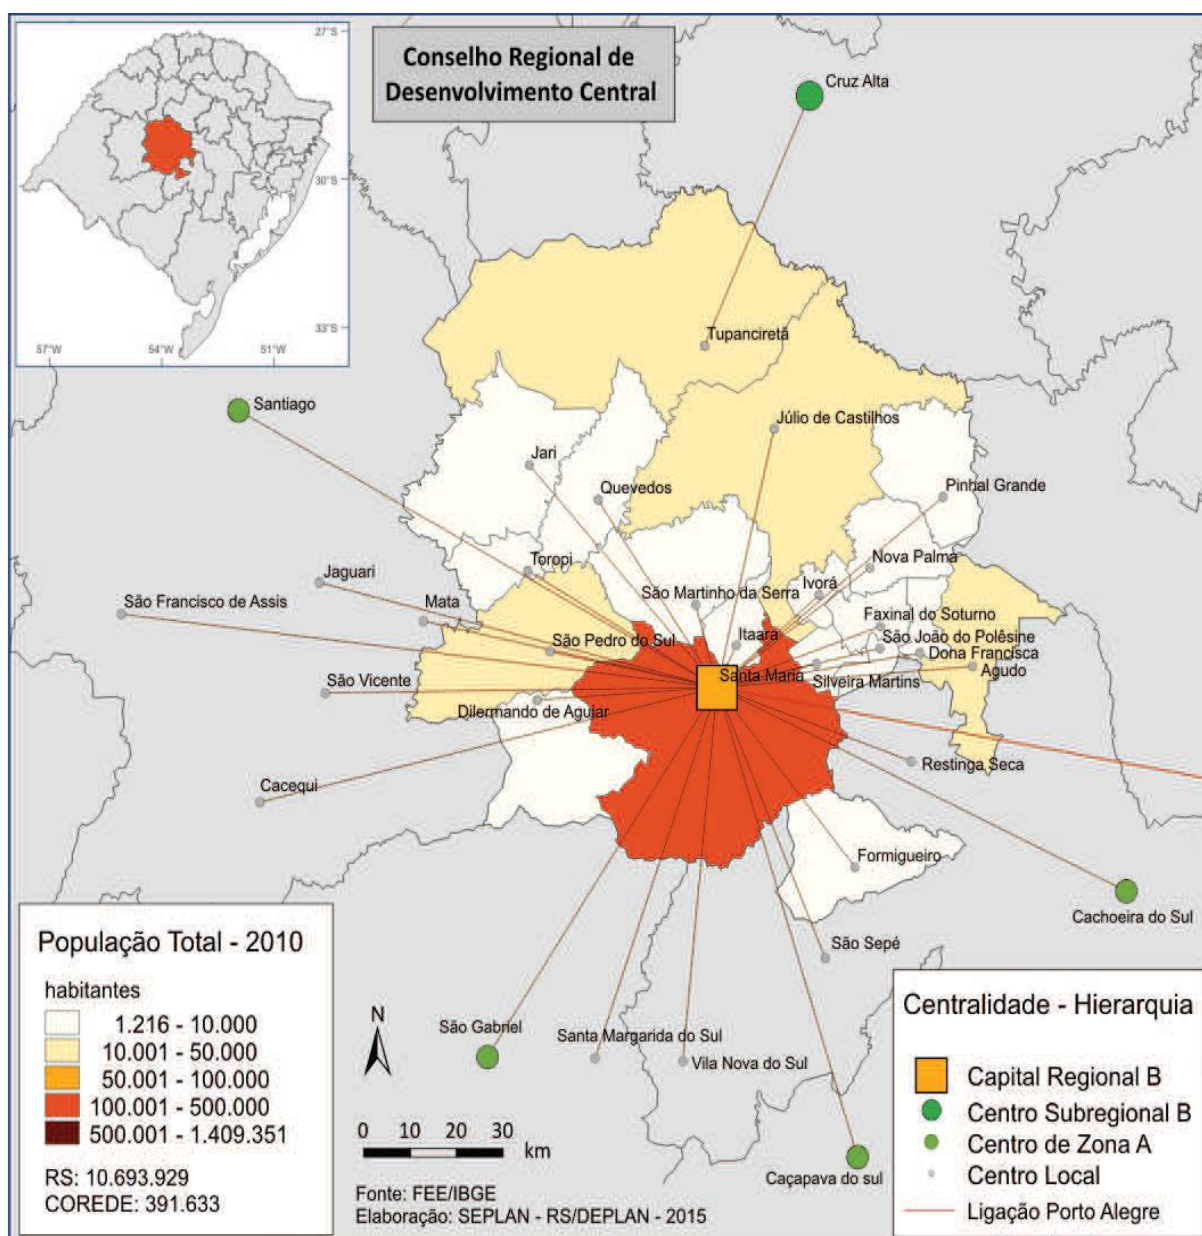 Conselho Regional de
Desenvolvimento Central
27°S
30°S
33°S
57°W
54°W
51°W
Cruz Alta
Tupanciretã
Santiago
Júlio de Castilhos
Jari
Quevedos
Pinhal Grande
Toropi
Nova Palma
Jaguari
Ivorá
São Francisco de Assis
Mata
São Martinho da Serra
Faxinal do Soturno
Itaara
São João do Polêsine
São Pedro do Sul
Dona Francisca
Agudo
Santa Maria
Silveira Martins
São Vicente
Dilermando de Aguiar
Restinga Seca
Cacequi
Formigueiro
Cachoeira do Sul
São Sepé
São Gabriel
Santa Margarida do Sul
Vila Nova do Sul
Caçapava do sul
População Total - 2010
habitantes
1.216 - 10.000
10.001 - 50.000
50.001 - 100.000
100.001 - 500.000
500.001 - 1.409.351
RS: 10.693.929
COREDE: 391.633
N
0 10 20 30
km
Fonte: FEE/IBGE
Elaboração: SEPLAN - RS/DEPLAN - 2015
Centralidade - Hierarquia
Capital Regional B
Centro Subregional B
Centro de Zona A
Centro Local
Ligação Porto Alegre